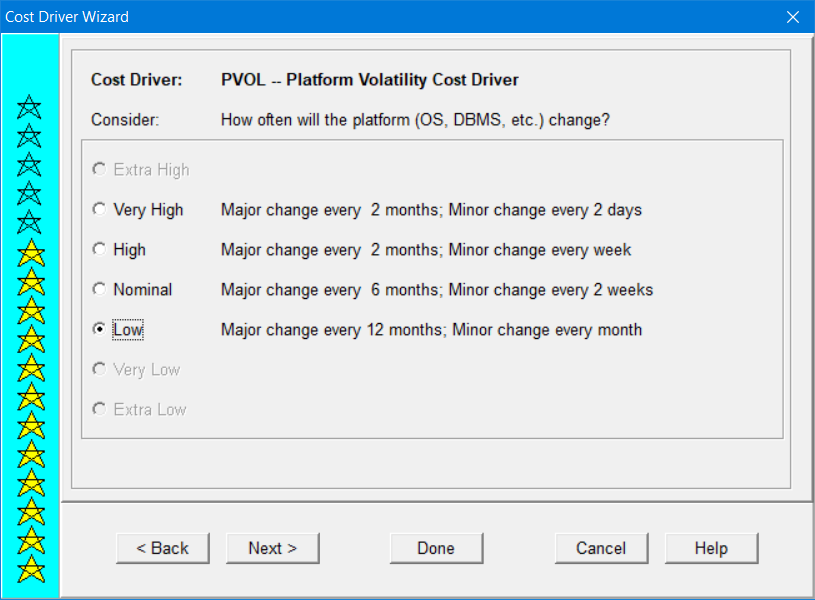 Cost Driver Wizard
Cost Driver: PVOL -- Platform Volatility Cost Driver
Consider: How often will the platform (OS, DBMS, etc.) change?
Extra High
Very High Major change every  2 months; Minor change every 2 days
High Major change every  2 months; Minor change every week
Nominal Major change every  6 months; Minor change every 2 weeks
Low Major change every 12 months; Minor change every month
Very Low
Extra Low
< Back Next > Done Cancel Help